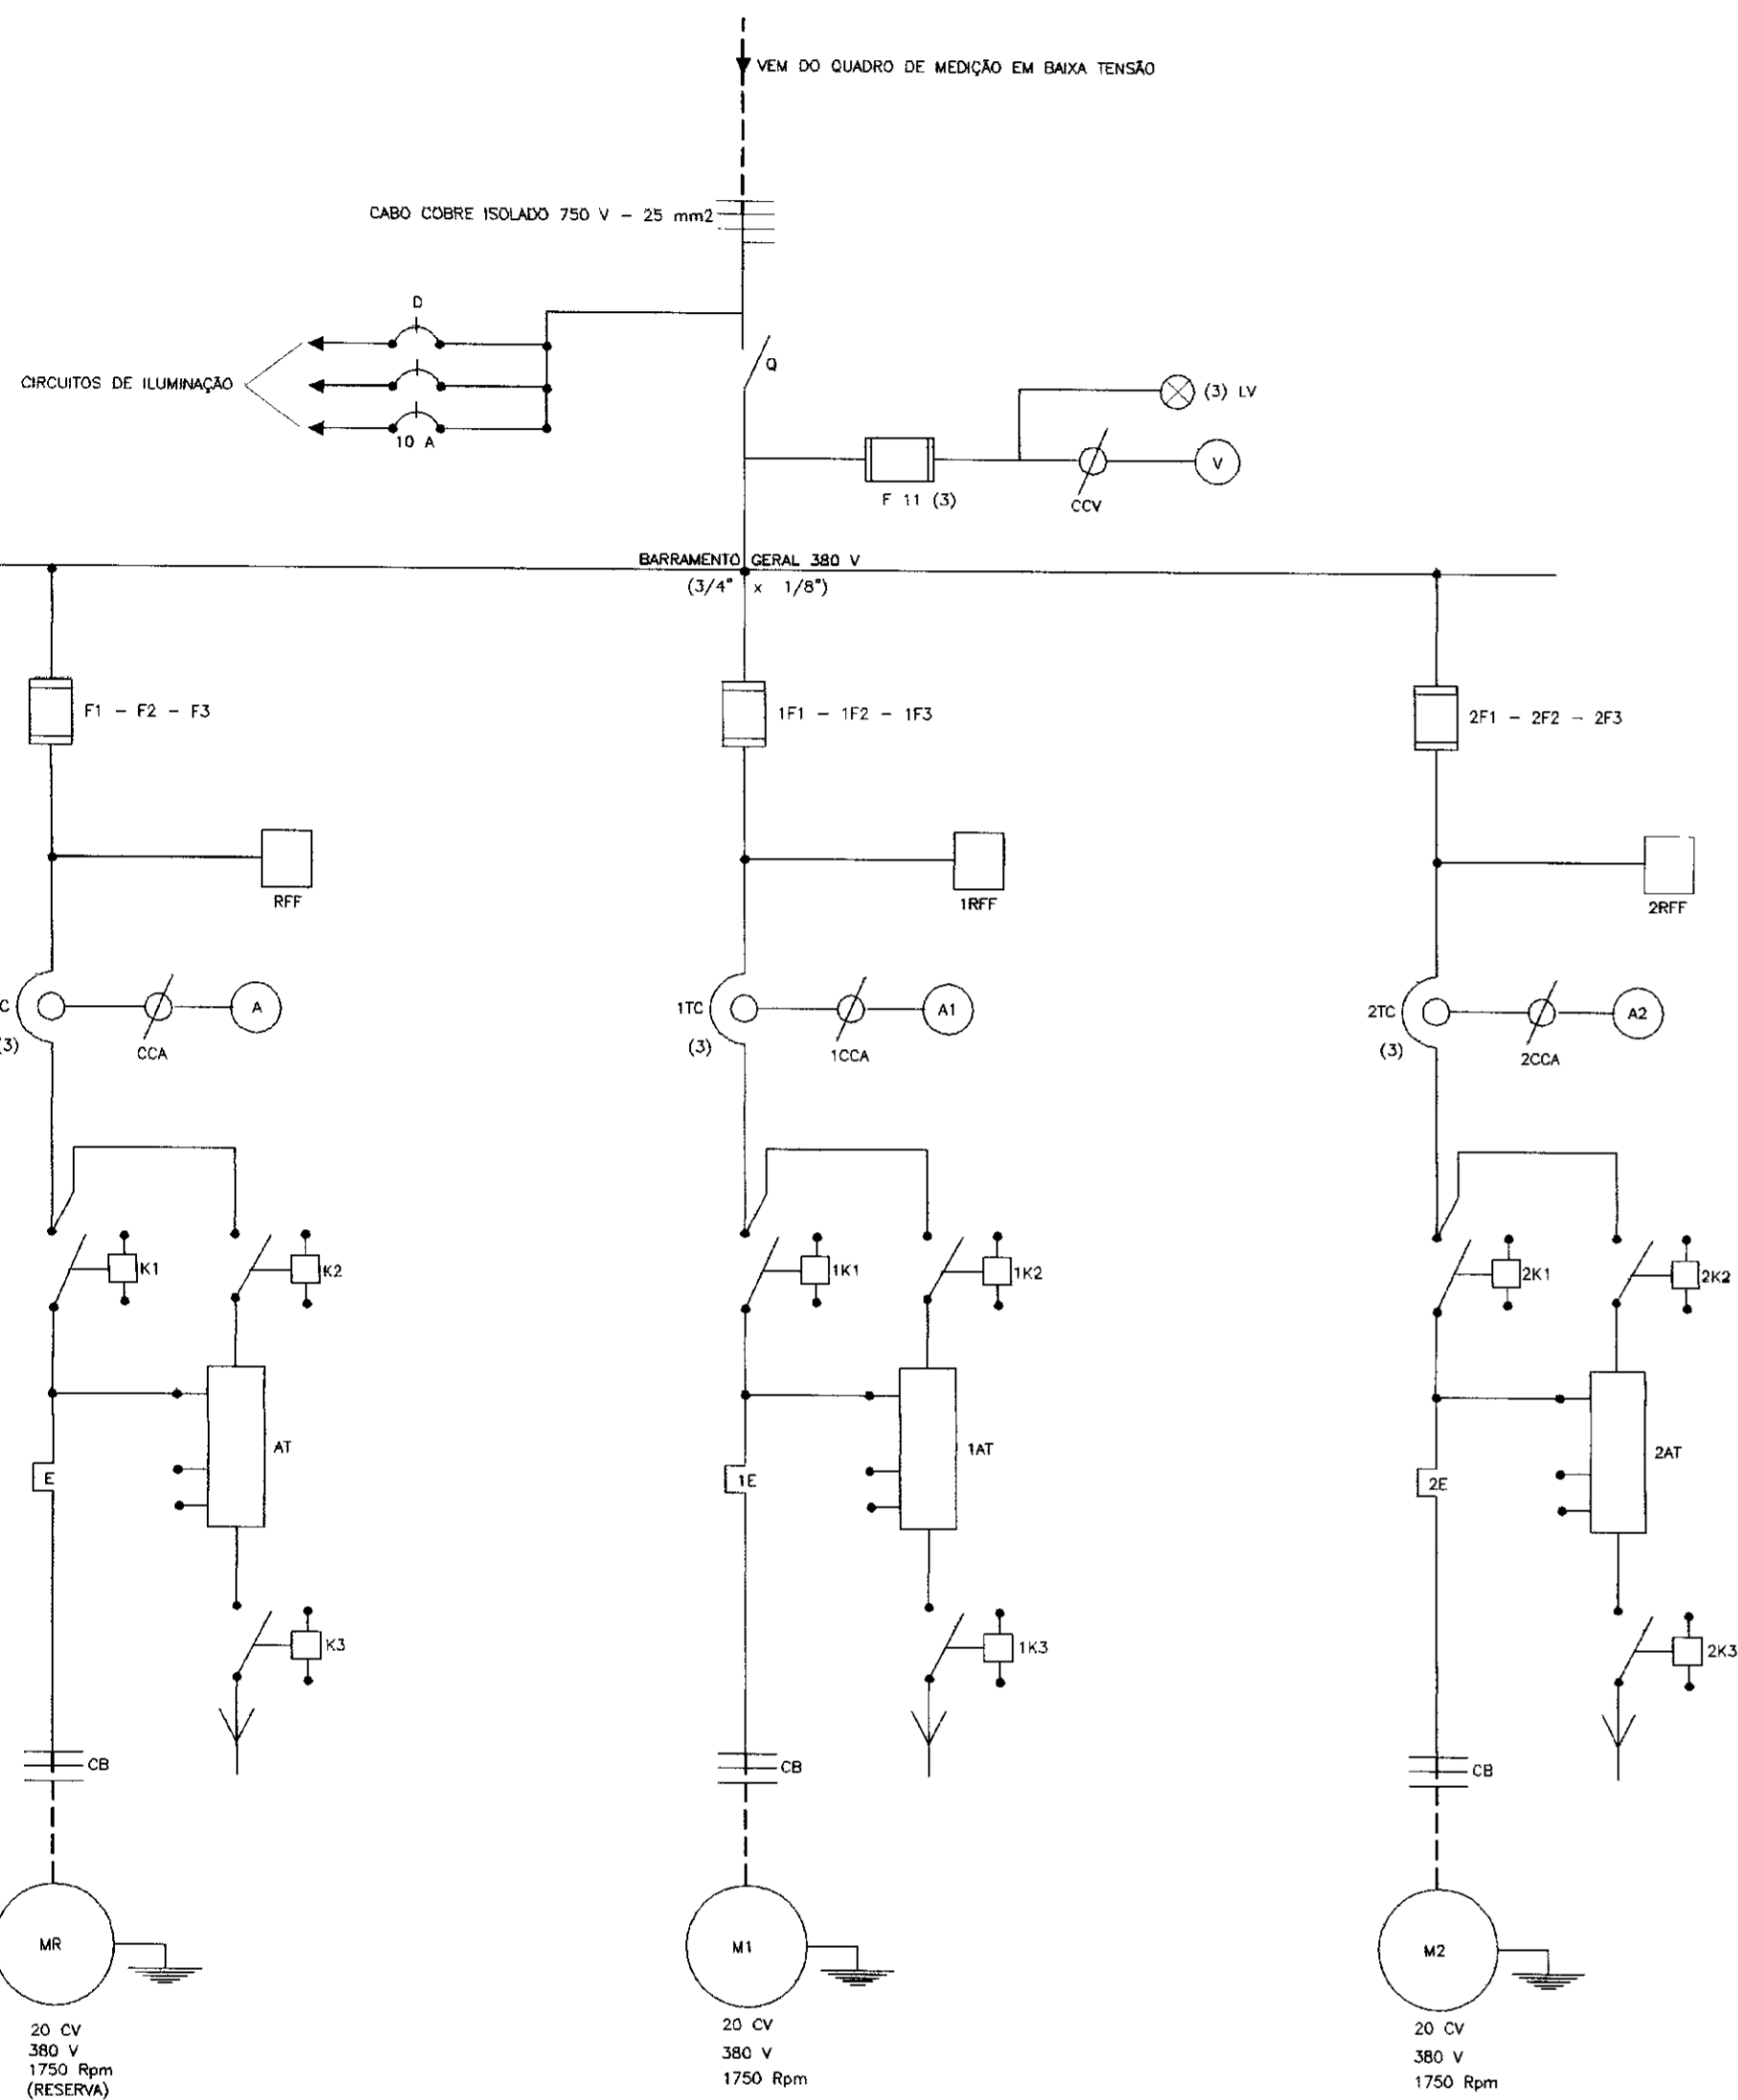 VEM DO QUADRO DE MEDIÇÃO EM BAIXA TENSÃO
CABO COBRE ISOLADO 750 V - 25 mm2
D
Q
CIRCUITOS DE ILUMINAÇÃO
10 A
(3) LV
V
F 11 (3)
CCV
BARRAMENTO GERAL 380 V
(3/4" x 1/8")
F1 - F2 - F3
1F1 - 1F2 - 1F3
2F1 - 2F2 - 2F3
RFF
1RFF
2RFF
C
A
1TC
A1
2TC
A2
(3)
CCA
(3)
1CCA
(3)
2CCA
K1
K2
1K1
1K2
2K1
2K2
AT
1AT
2AT
E
1E
2E
K3
1K3
2K3
CB
CB
CB
MR
M1
M2
20 CV
380 V
1750 Rpm
(RESERVA)
20 CV
380 V
1750 Rpm
20 CV
380 V
1750 Rpm